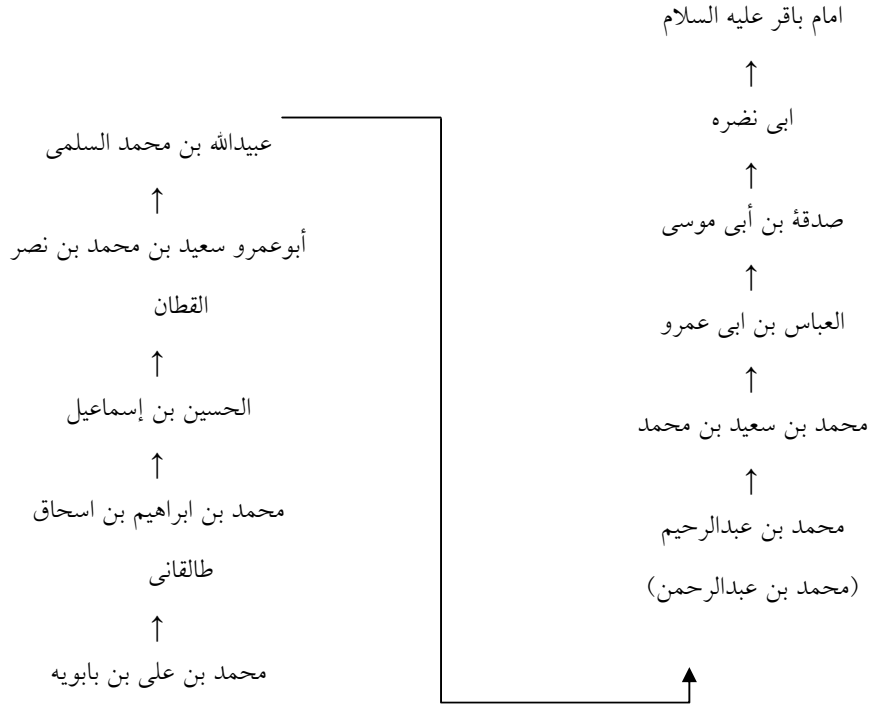 امام باقر علیه السلام
↑
ابی نضره
↑
صدقهٔ بن أبی موسی
↑
العباس بن ابی عمرو
↑
محمد بن سعید بن محمد
↑
محمد بن عبدالرحیم
(محمد بن عبدالرحمن)
عبیدالله بن محمد السلمی
↑
أبوعمرو سعید بن محمد بن نصر
القطان
↑
الحسین بن إسماعیل
↑
محمد بن ابراهیم بن اسحاق
طالقانی
↑
محمد بن علی بن بابویه